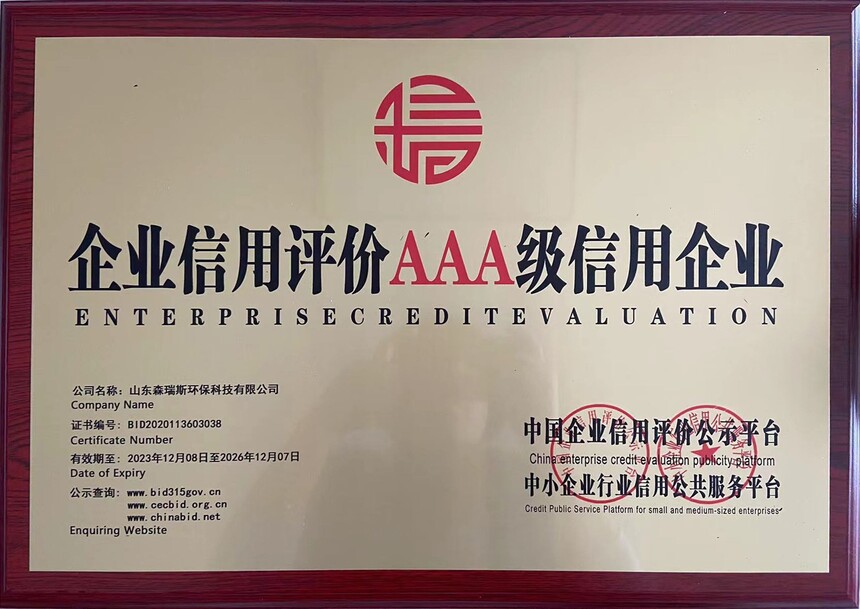 企业信用评价AAA级信用企业
ENTERPRISECREDITEVALUATION
公司名称：山东森瑞斯环保科技有限公司
Company Name
证书编号：BID2020113603038
Certificate Number
有效期至：2023年12月08日至2026年12月07日
Date of Expiry
公示查询：www.bid315gov.cn
www.cecbid.org.cn
www.chinabid.net
Enquiring Website
中国企业信用评价公示平台
China enterprise credit evaluation publicity platform
中小企业行业信用公共服务平台
Credit Public Service Platform for small and medium-sized enterprises